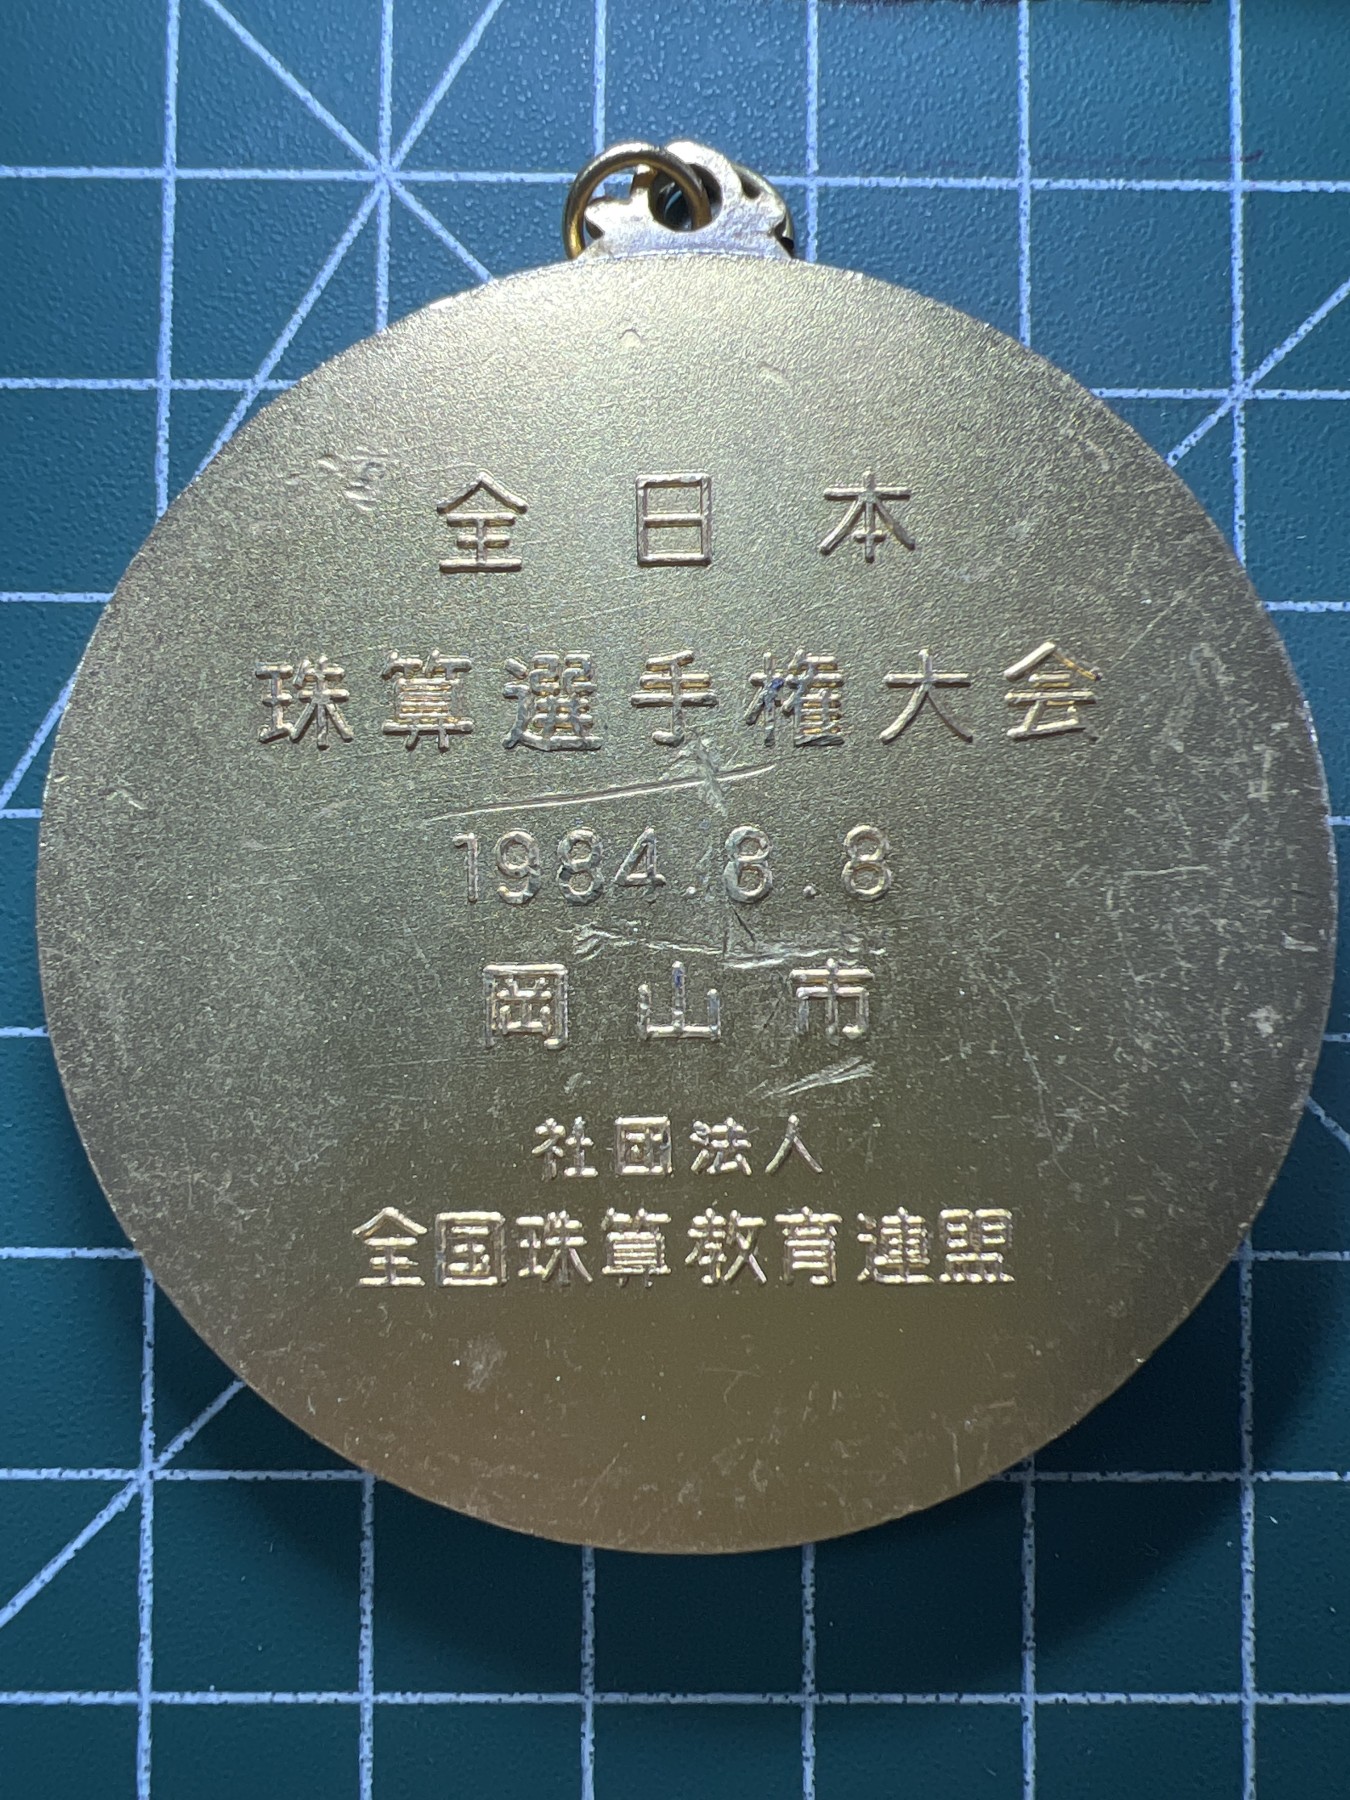 全日本
珠算選手権大会
1984.8.8
岡山市
社団法人
全国珠算教育連盟